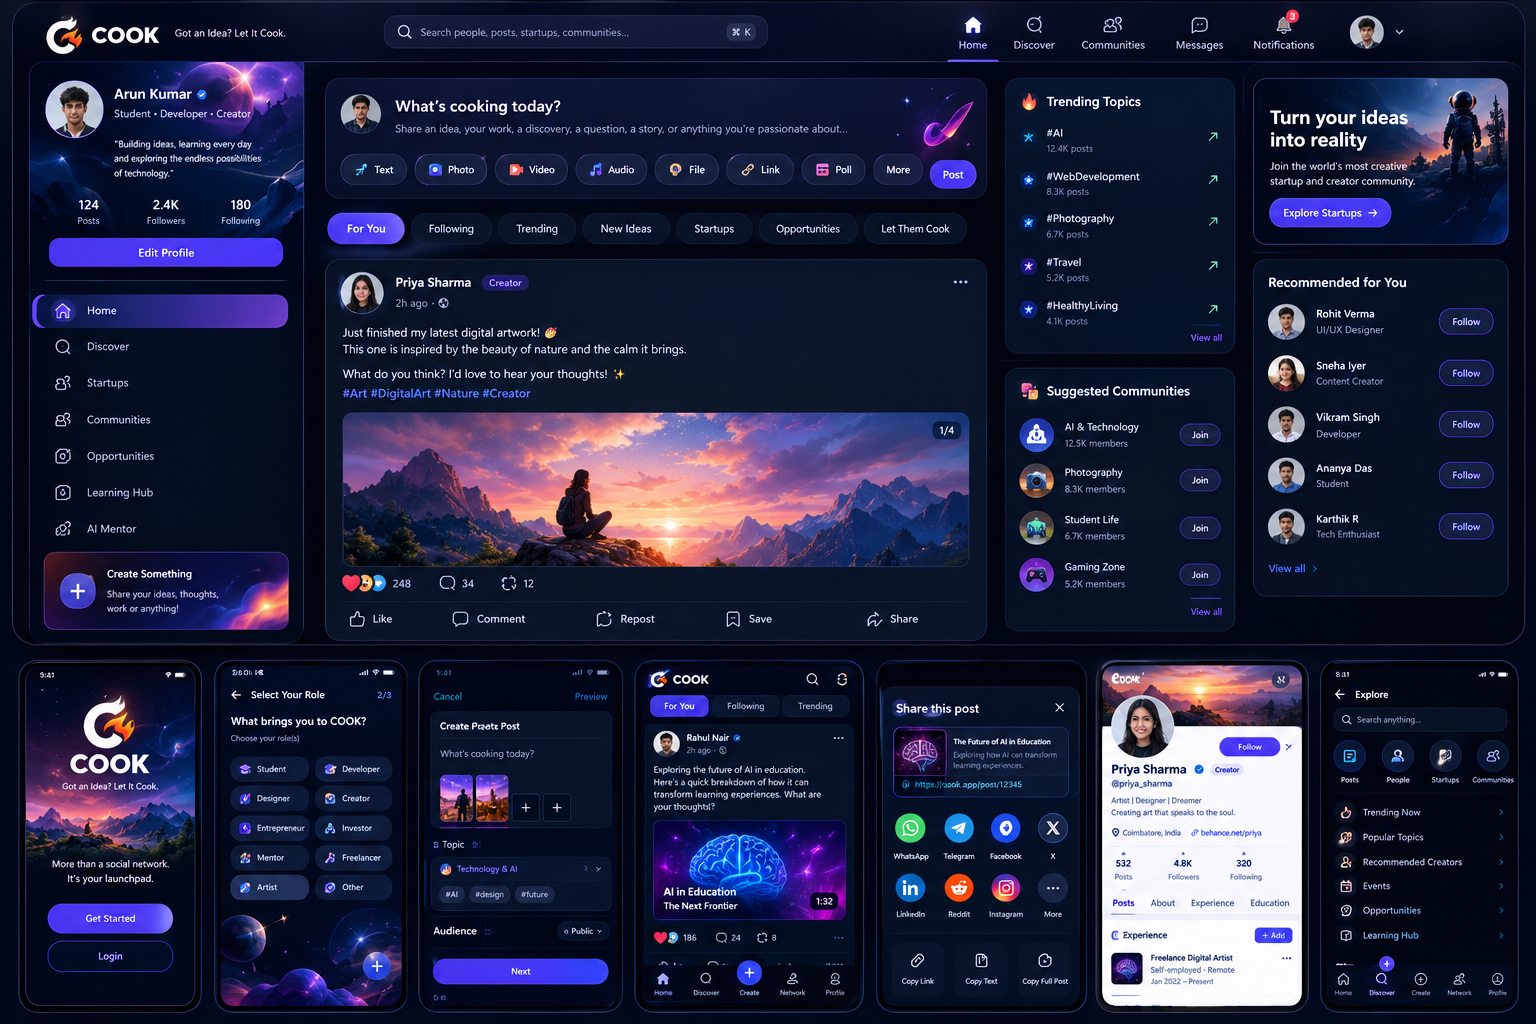 COOK
Got an Idea? Let It Cook.
Search people, posts, startups, communities...
⌘ K
Home
Discover
Communities
Messages
3
Notifications
Arun Kumar
Student • Developer • Creator
"Building ideas, learning every day
and exploring the endless possibilities
of technology."
124
Posts
2.4K
Followers
180
Following
Edit Profile
Home
Discover
Startups
Communities
Opportunities
Learning Hub
AI Mentor
Create Something
Share your ideas, thoughts,
work or anything!
What's cooking today?
Share an idea, your work, a discovery, a question, a story, or anything you're passionate about...
Text
Photo
Video
Audio
File
Link
Poll
More
Post
For You
Following
Trending
New Ideas
Startups
Opportunities
Let Them Cook
Priya Sharma
Creator
2h ago
Just finished my latest digital artwork! 🎨
This one is inspired by the beauty of nature and the calm it brings.
What do you think? I'd love to hear your thoughts! ✨
#Art #DigitalArt #Nature #Creator
1/4
248
34
12
Like
Comment
Repost
Save
Share
Trending Topics
#AI
12.4K posts
#WebDevelopment
8.3K posts
#Photography
6.7K posts
#Travel
5.2K posts
#HealthyLiving
4.1K posts
View all
Suggested Communities
AI & Technology
12.5K members
Join
Photography
8.3K members
Join
Student Life
6.7K members
Join
Gaming Zone
5.2K members
Join
View all
Turn your ideas
into reality
Join the world's most creative
startup and creator community.
Explore Startups →
Recommended for You
Rohit Verma
UI/UX Designer
Follow
Sneha Iyer
Content Creator
Follow
Vikram Singh
Developer
Follow
Ananya Das
Student
Follow
Karthik R
Tech Enthusiast
Follow
View all
9:41
COOK
Got an Idea? Let It Cook.
More than a social network.
It's your launchpad.
Get Started
Login
Select Your Role
2/3
What brings you to COOK?
Choose your role(s)
Student
Developer
Designer
Creator
Entrepreneur
Investor
Mentor
Freelancer
Artist
Other
Cancel
Preview
Create Post
What's cooking today?
Topic
Technology & AI
#AI
#design
#future
Audience
Public
Next
COOK
For You
Following
Trending
Rahul Nair
2h ago
Exploring the future of AI in education.
Here's a quick breakdown of how it can
transform learning experiences. What are
your thoughts?
AI in Education
The Next Frontier
1:32
186
24
8
Home
Discover
Create
Network
Profile
Share this post
The Future of AI in Education
Exploring how AI can transform
learning experiences.
https://cook.app/post/12345
WhatsApp
Telegram
Facebook
X
LinkedIn
Reddit
Instagram
More
Copy Link
Copy Text
Copy Full Post
Follow
Priya Sharma
Creator
@priya_sharma
Artist | Designer | Dreamer
Creating art that speaks to the soul.
Coimbatore, India
behance.net/priya
532
Posts
4.8K
Followers
320
Following
Posts
About
Experience
Education
Experience
+ Add
Freelance Digital Artist
Self-employed · Remote
Jan 2022 – Present
Explore
Search anything...
Posts
People
Startups
Communities
Trending Now
Popular Topics
Recommended Creators
Events
Opportunities
Learning Hub
Home
Discover
Create
Network
Profile